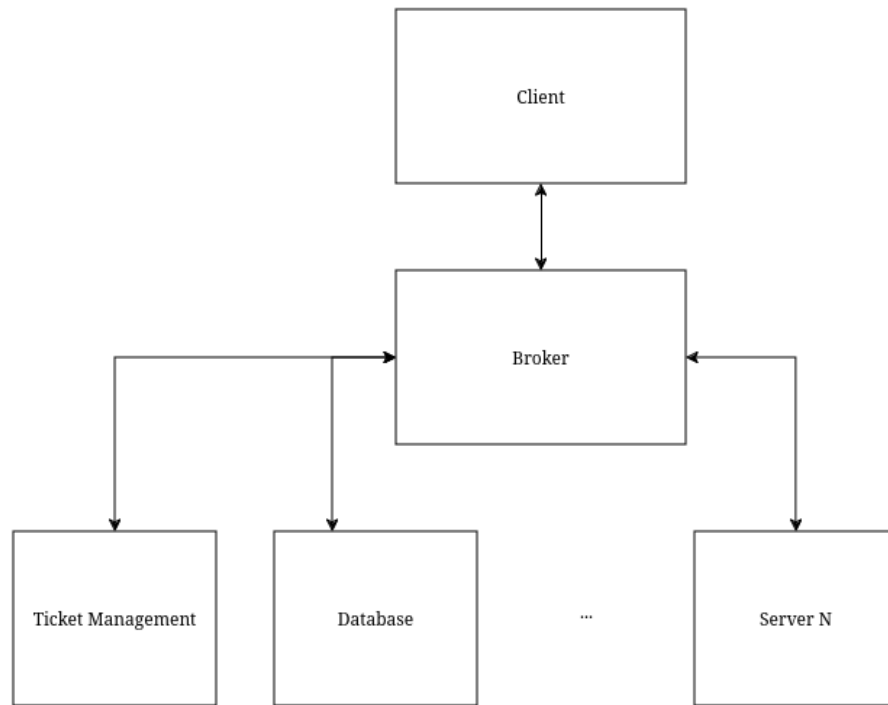 Client
Broker
Ticket Management
Database
...
Server N